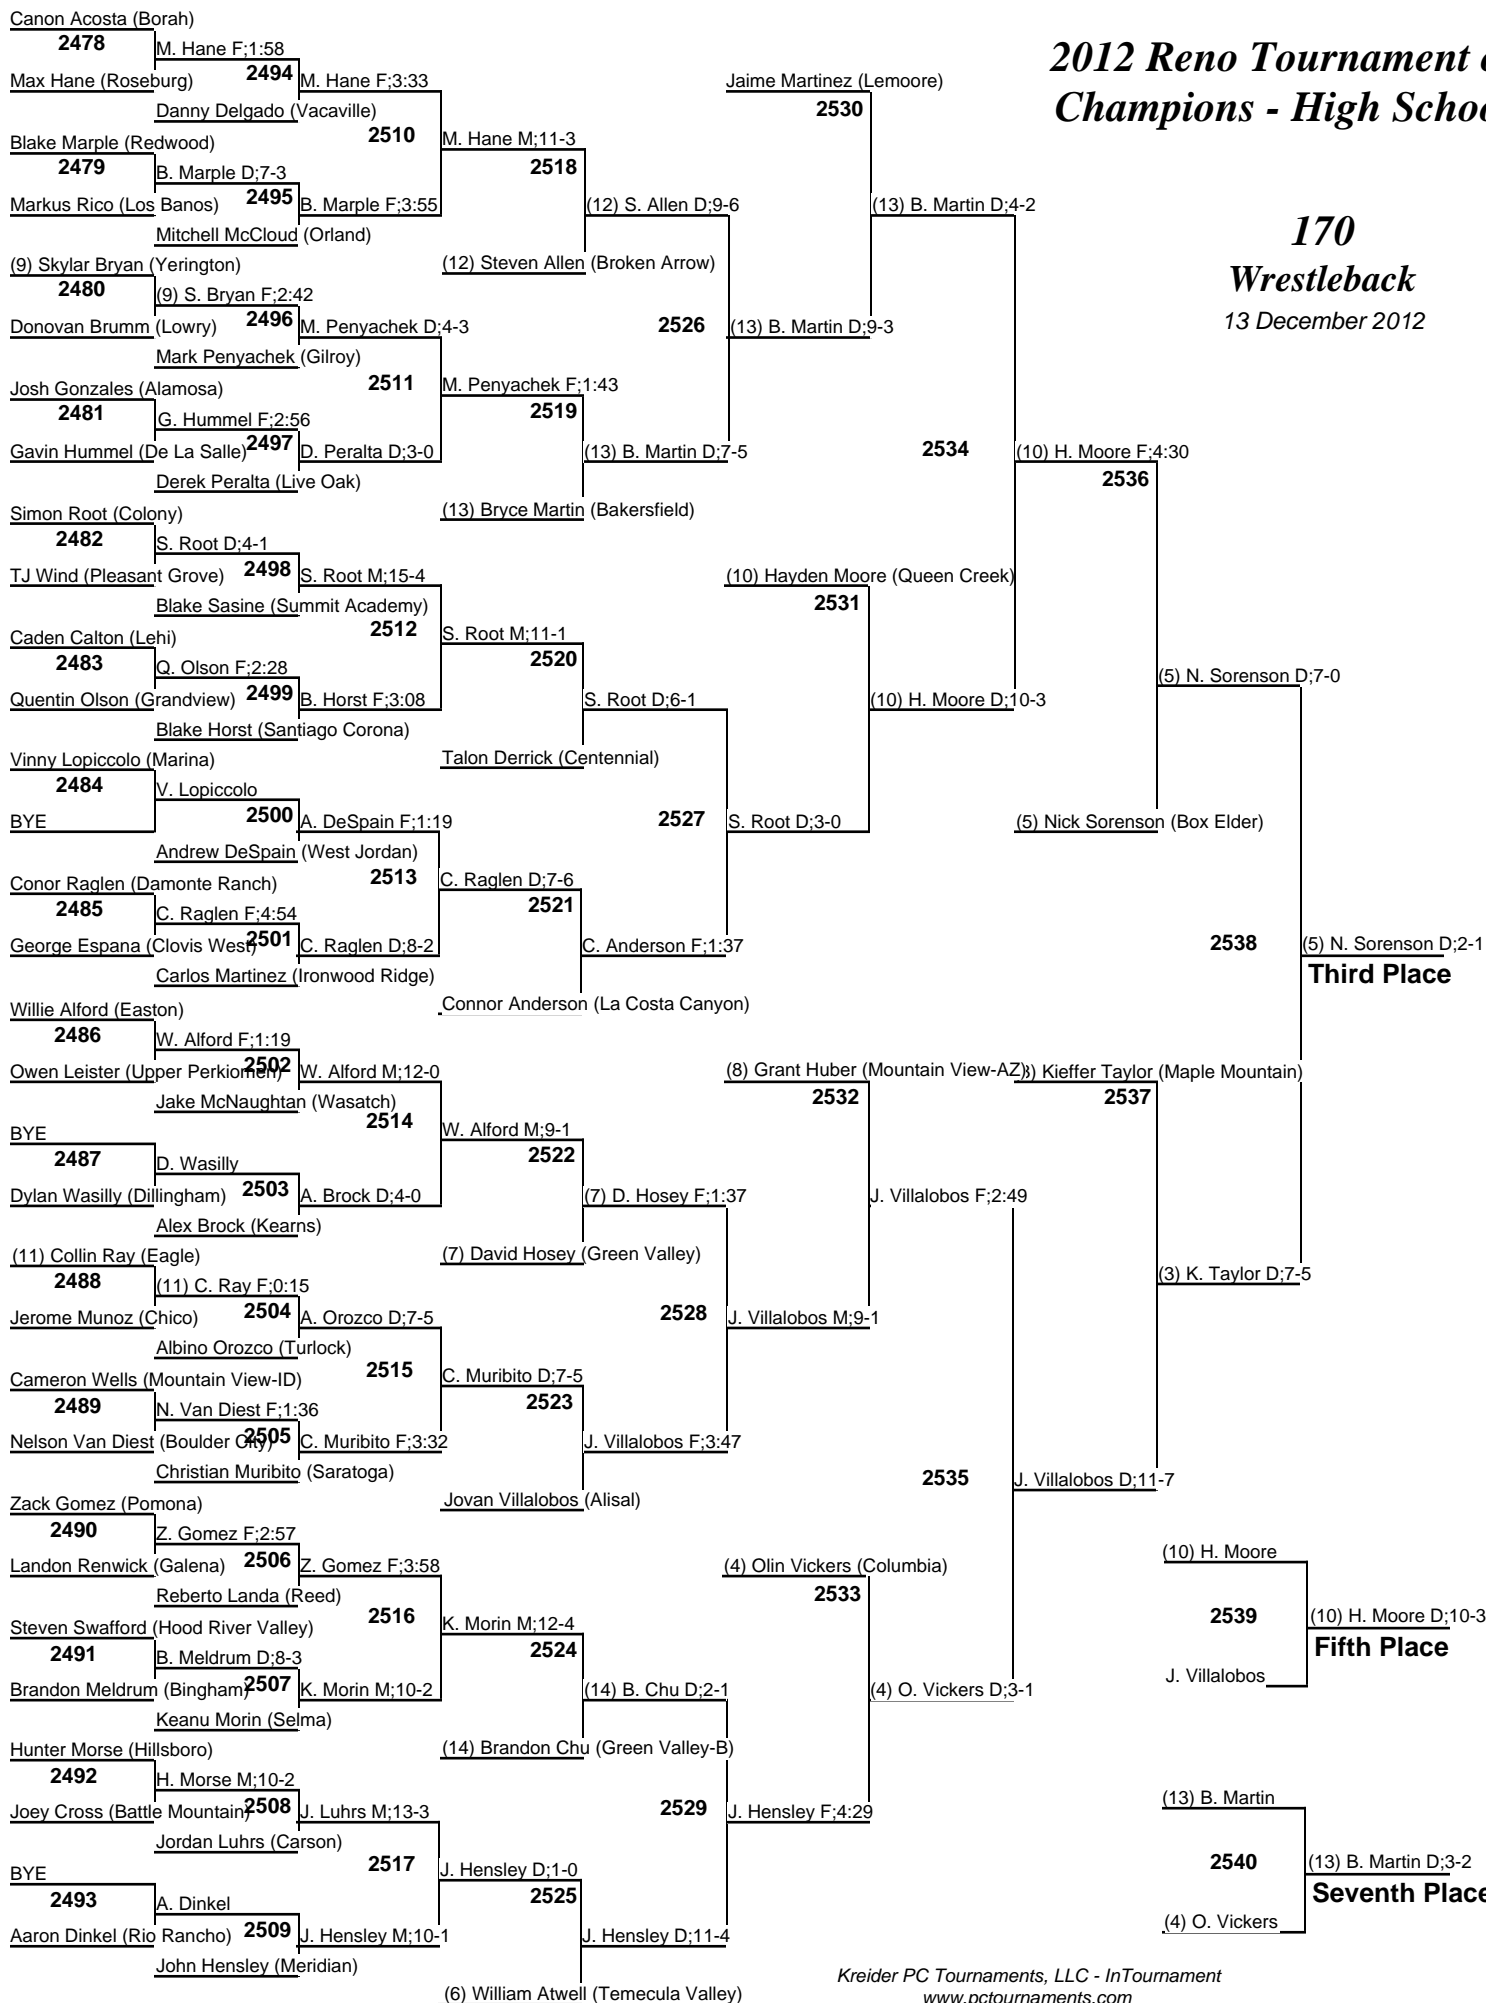 2012 Reno Tournament
Champions - High Schoo
170
Wrestleback
13 December 2012
Canon Acosta (Borah)
2478
Max Hane (Roseburg)
Blake Marple (Redwood)
2479
Markus Rico (Los Banos)
(9) Skylar Bryan (Yerington)
2480
Donovan Brumm (Lowry)
Josh Gonzales (Alamosa)
2481
Gavin Hummel (De La Salle)
Simon Root (Colony)
2482
TJ Wind (Pleasant Grove)
Caden Calton (Lehi)
2483
Quentin Olson (Grandview)
Vinny Lopiccolo (Marina)
2484
BYE
Conor Raglen (Damonte Ranch)
2485
George Espana (Clovis West)
Willie Alford (Easton)
2486
Owen Leister (Upper Perkiomen)
BYE
2487
Dylan Wasilly (Dillingham)
(11) Collin Ray (Eagle)
2488
Jerome Munoz (Chico)
Cameron Wells (Mountain View-ID)
2489
Nelson Van Diest (Boulder City)
Zack Gomez (Pomona)
2490
Landon Renwick (Galena)
Steven Swafford (Hood River Valley)
2491
Brandon Meldrum (Bingham)
Hunter Morse (Hillsboro)
2492
Joey Cross (Battle Mountain)
BYE
2493
Aaron Dinkel (Rio Rancho)
M. Hane F;1:58
2494
Danny Delgado (Vacaville)
B. Marple D;7-3
2495
Mitchell McCloud (Orland)
(9) S. Bryan F;2:42
2496
Mark Penyachek (Gilroy)
G. Hummel F;2:56
2497
Derek Peralta (Live Oak)
S. Root D;4-1
2498
Blake Sasine (Summit Academy)
Q. Olson F;2:28
2499
Blake Horst (Santiago Corona)
V. Lopiccolo
2500
Andrew DeSpain (West Jordan)
C. Raglen F;4:54
2501
Carlos Martinez (Ironwood Ridge)
W. Alford F;1:19
2502
Jake McNaughtan (Wasatch)
D. Wasilly
2503
Alex Brock (Kearns)
(11) C. Ray F;0:15
2504
Albino Orozco (Turlock)
N. Van Diest F;1:36
2505
Christian Muribito (Saratoga)
Z. Gomez F;2:57
2506
Reberto Landa (Reed)
B. Meldrum D;8-3
2507
Keanu Morin (Selma)
H. Morse M;10-2
2508
Jordan Luhrs (Carson)
A. Dinkel
2509
John Hensley (Meridian)
M. Hane F;3:33
2510
B. Marple F;3:55
M. Penyachek D;4-3
2511
D. Peralta D;3-0
S. Root M;15-4
2512
B. Horst F;3:08
A. DeSpain F;1:19
2513
C. Raglen D;8-2
W. Alford M;12-0
2514
A. Brock D;4-0
A. Orozco D;7-5
2515
C. Muribito F;3:32
Z. Gomez F;3:58
2516
K. Morin M;10-2
J. Luhrs M;13-3
2517
J. Hensley M;10-1
M. Hane M;11-3
2518
(12) Steven Allen (Broken Arrow)
M. Penyachek F;1:43
2519
(13) Bryce Martin (Bakersfield)
S. Root M;11-1
2520
Talon Derrick (Centennial)
C. Raglen D;7-6
2521
Connor Anderson (La Costa Canyon)
W. Alford M;9-1
2522
(7) David Hosey (Green Valley)
C. Muribito D;7-5
2523
Jovan Villalobos (Alisal)
K. Morin M;12-4
2524
(14) Brandon Chu (Green Valley-B)
J. Hensley D;1-0
2525
(6) William Atwell (Temecula Valley)
(12) S. Allen D;9-6
2526
(13) B. Martin D;7-5
S. Root D;6-1
2527
C. Anderson F;1:37
(7) D. Hosey F;1:37
2528
J. Villalobos F;3:47
(14) B. Chu D;2-1
2529
J. Hensley D;11-4
Jaime Martinez (Lemoore)
2530
(13) B. Martin D;9-3
(10) Hayden Moore (Queen Creek)
2531
S. Root D;3-0
(8) Grant Huber (Mountain View-AZ)
2532
J. Villalobos M;9-1
(4) Olin Vickers (Columbia)
2533
J. Hensley F;4:29
(13) B. Martin D;4-2
2534
(10) H. Moore D;10-3
J. Villalobos F;2:49
2535
(4) O. Vickers D;3-1
(10) H. Moore F;4:30
2536
(5) Nick Sorenson (Box Elder)
Kieffer Taylor (Maple Mountain)
2537
J. Villalobos D;11-7
(5) N. Sorenson D;7-0
2538
(3) K. Taylor D;7-5
(5) N. Sorenson D;2-1
Third Place
(10) H. Moore
2539
J. Villalobos
(10) H. Moore D;10-3
Fifth Place
(13) B. Martin
2540
(4) O. Vickers
(13) B. Martin D;3-2
Seventh Place
Kreider PC Tournaments, LLC - InTournament
www.pctournaments.com